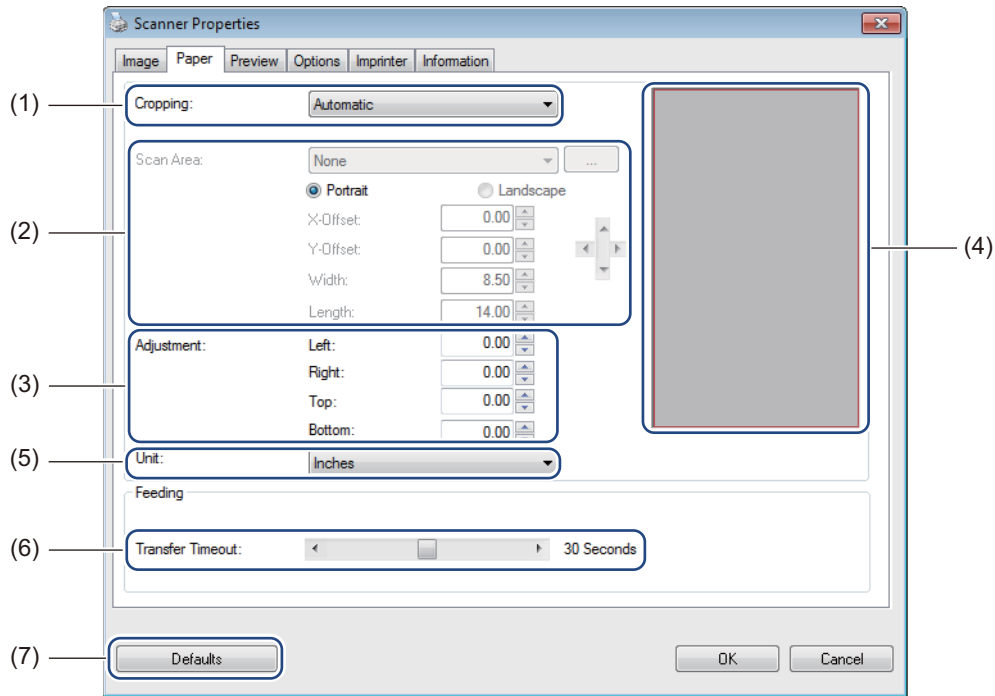 Scanner Properties
Image Paper Preview Options Imprinter Information
(1) Cropping: Automatic
(2) Scan Area: None ...
Portrait Landscape
X-Offset: 0.00
Y-Offset: 0.00
Width: 8.50
Length: 14.00
(3) Adjustment: Left: 0.00
Right: 0.00
Top: 0.00
Bottom: 0.00
(4)
(5) Unit: Inches
Feeding
(6) Transfer Timeout: 30 Seconds
(7) Defaults OK Cancel